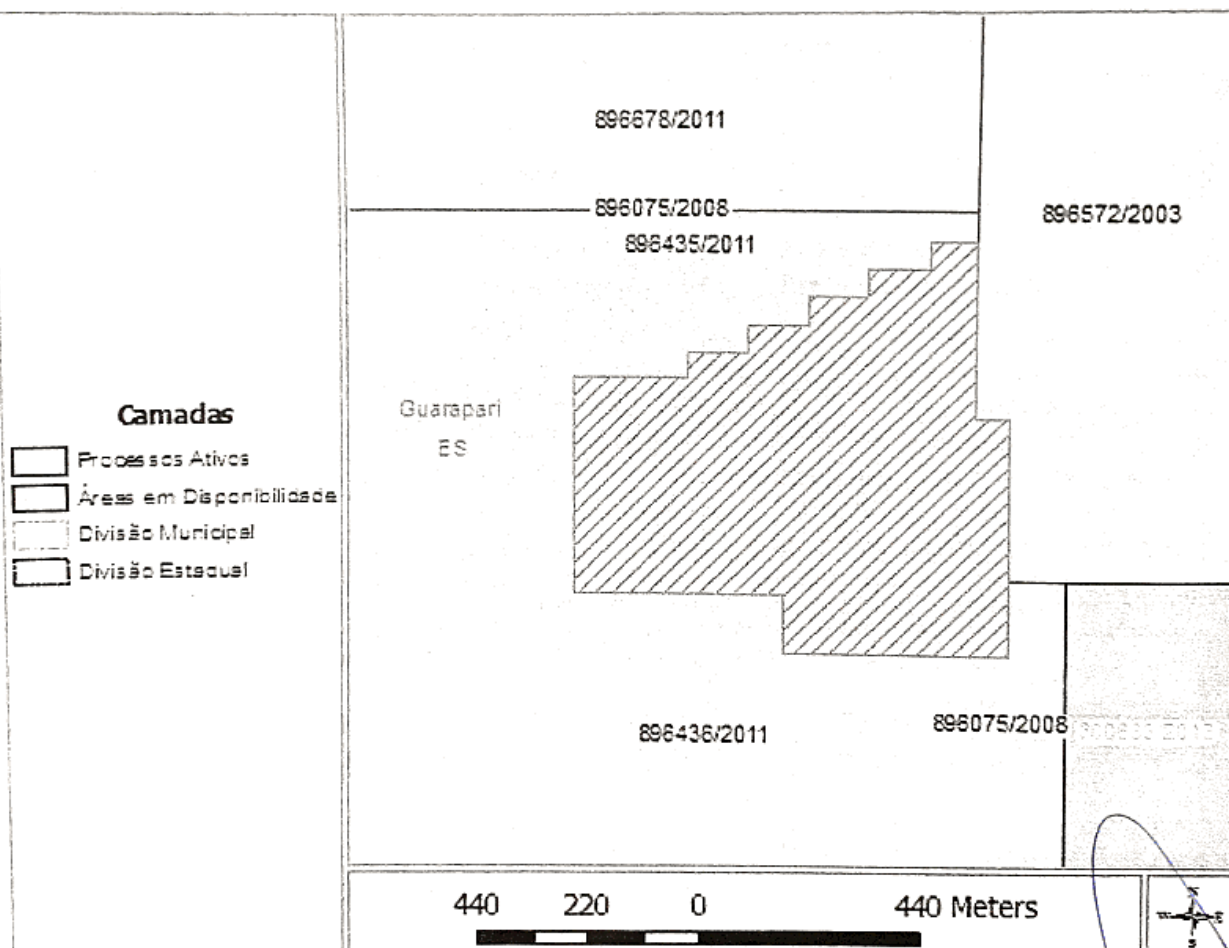 896678/2011
896075/2008
896435/2011
896572/2003
Guarapari
ES
Camadas
Processos Ativos
Áreas em Disponibilidade
Divisão Municipal
Divisão Estadual
896436/2011
896075/2008
440 220 0 440 Meters
N
W E
S